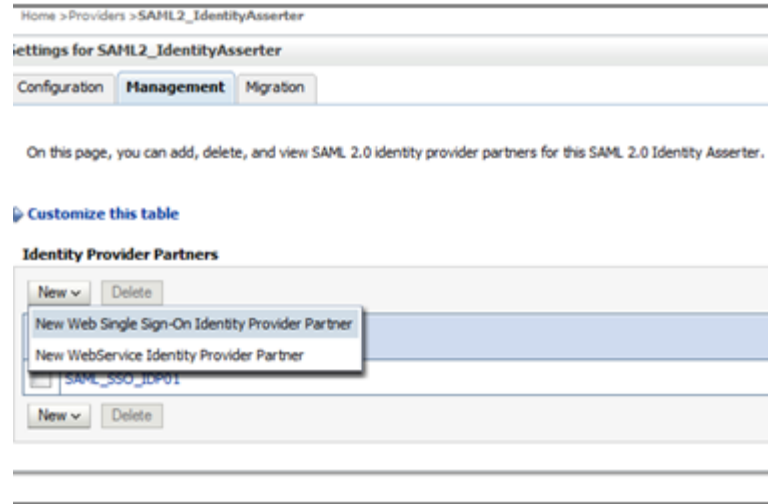 Home >Providers >SAML2_IdentityAsserter
Settings for SAML2_IdentityAsserter
Configuration Management Migration
On this page, you can add, delete, and view SAML 2.0 identity provider partners for this SAML 2.0 Identity Asserter.
Customize this table
Identity Provider Partners
New Delete
New Web Single Sign-On Identity Provider Partner
New WebService Identity Provider Partner
SAML_SSO_IDP01
New Delete